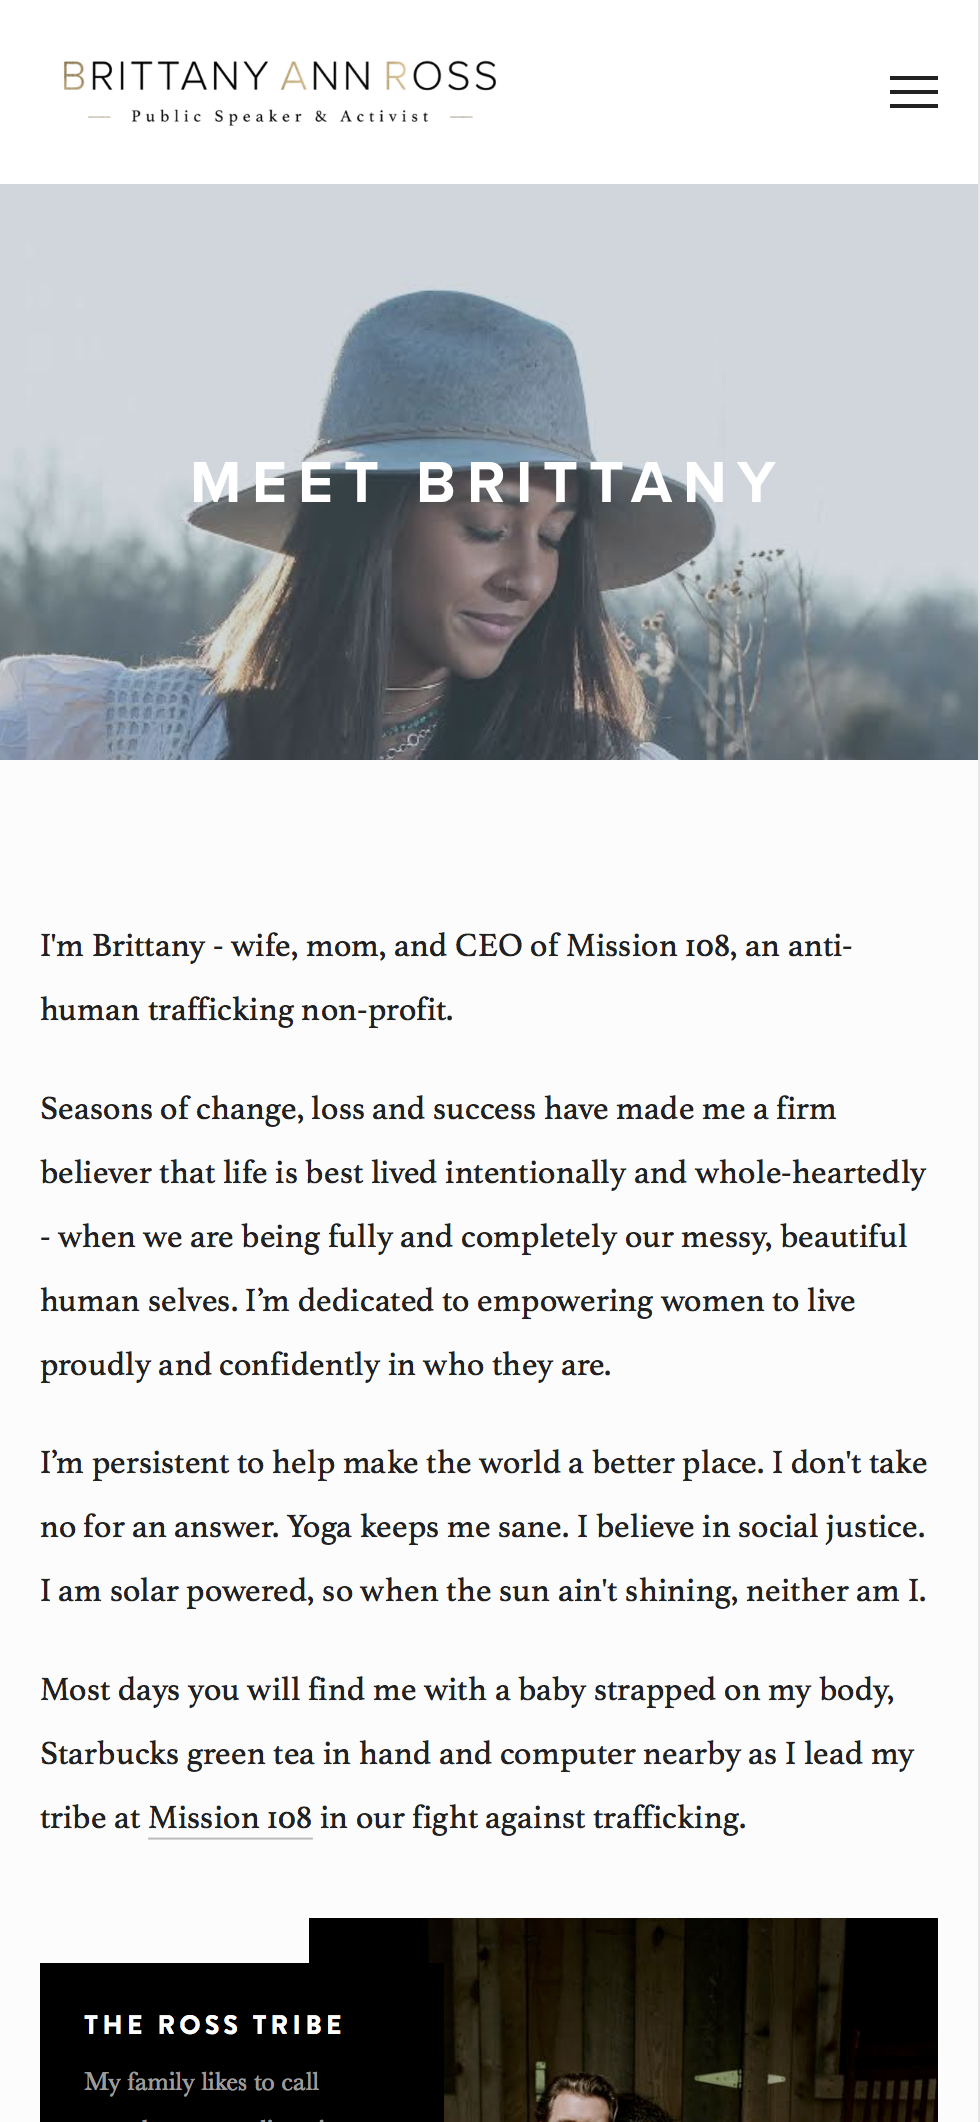 BRITTANY ANN ROSS
Public Speaker & Activist
MEET BRITTANY
I'm Brittany - wife, mom, and CEO of Mission 108, an anti-
human trafficking non-profit.
Seasons of change, loss and success have made me a firm
believer that life is best lived intentionally and whole-heartedly
- when we are being fully and completely our messy, beautiful
human selves. I’m dedicated to empowering women to live
proudly and confidently in who they are.
I’m persistent to help make the world a better place. I don't take
no for an answer. Yoga keeps me sane. I believe in social justice.
I am solar powered, so when the sun ain't shining, neither am I.
Most days you will find me with a baby strapped on my body,
Starbucks green tea in hand and computer nearby as I lead my
tribe at Mission 108 in our fight against trafficking.
THE ROSS TRIBE
My family likes to call